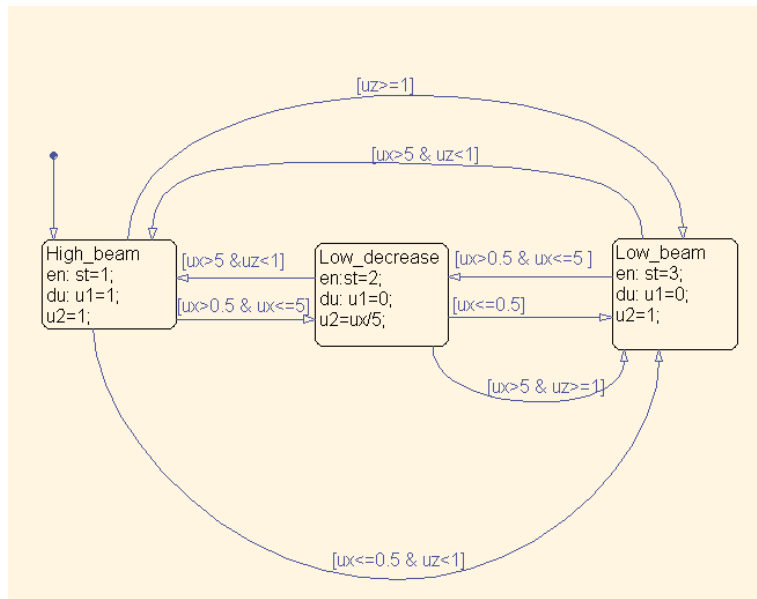 [uz>=1]
[ux>5 & uz<1]
High_beam
en: st=1;
du: u1=1;
u2=1;
[ux>5 &uz<1]
[ux>0.5 & ux<=5]
Low_decrease
en:st=2;
du: u1=0;
u2=ux/5;
[ux>0.5 & ux<=5 ]
[ux<=0.5]
Low_beam
en: st=3;
du: u1=0;
u2=1;
[ux>5 & uz>=1]
[ux<=0.5 & uz<1]